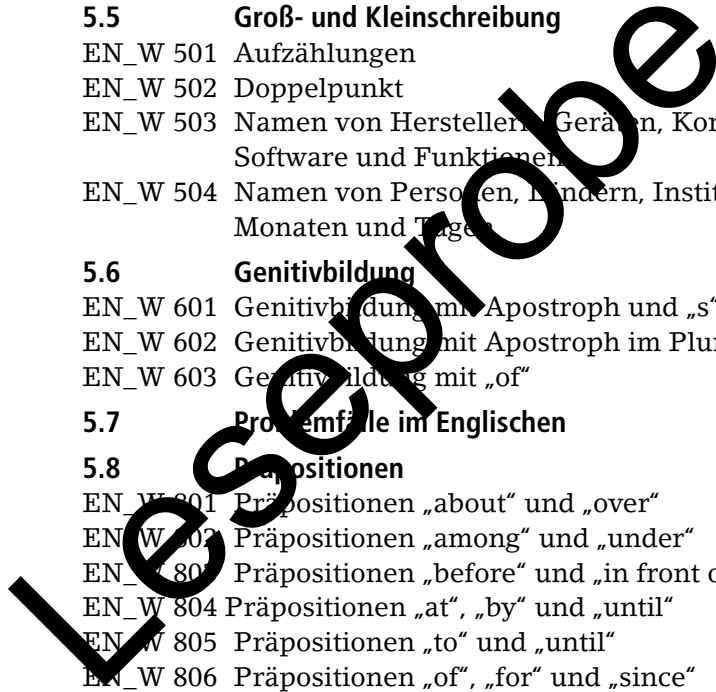 5.5 Groß- und Kleinschreibung
EN_W 501 Aufzählungen
EN_W 502 Doppelpunkt
EN_W 503 Namen von Herstellern, Geräten,
Software und Funktionen
EN_W 504 Namen von Personen, Ländern,
Monaten und Tagen
5.6 Genitivbildung
EN_W 601 Genitivbildung mit Apostroph und „s“
EN_W 602 Genitivbildung mit Apostroph im
EN_W 603 Genitivbildung mit „of“
5.7 Problemfälle im Englischen
5.8 Präpositionen
EN_W 801 Präpositionen „about“ und „over“
EN_W 802 Präpositionen „among“ und „under“
EN_W 803 Präpositionen „before“ und „in front
EN_W 804 Präpositionen „at“, „by“ und „until“
EN_W 805 Präpositionen „to“ und „until“
EN_W 806 Präpositionen „of“, „for“ und „since“
Leseprobe